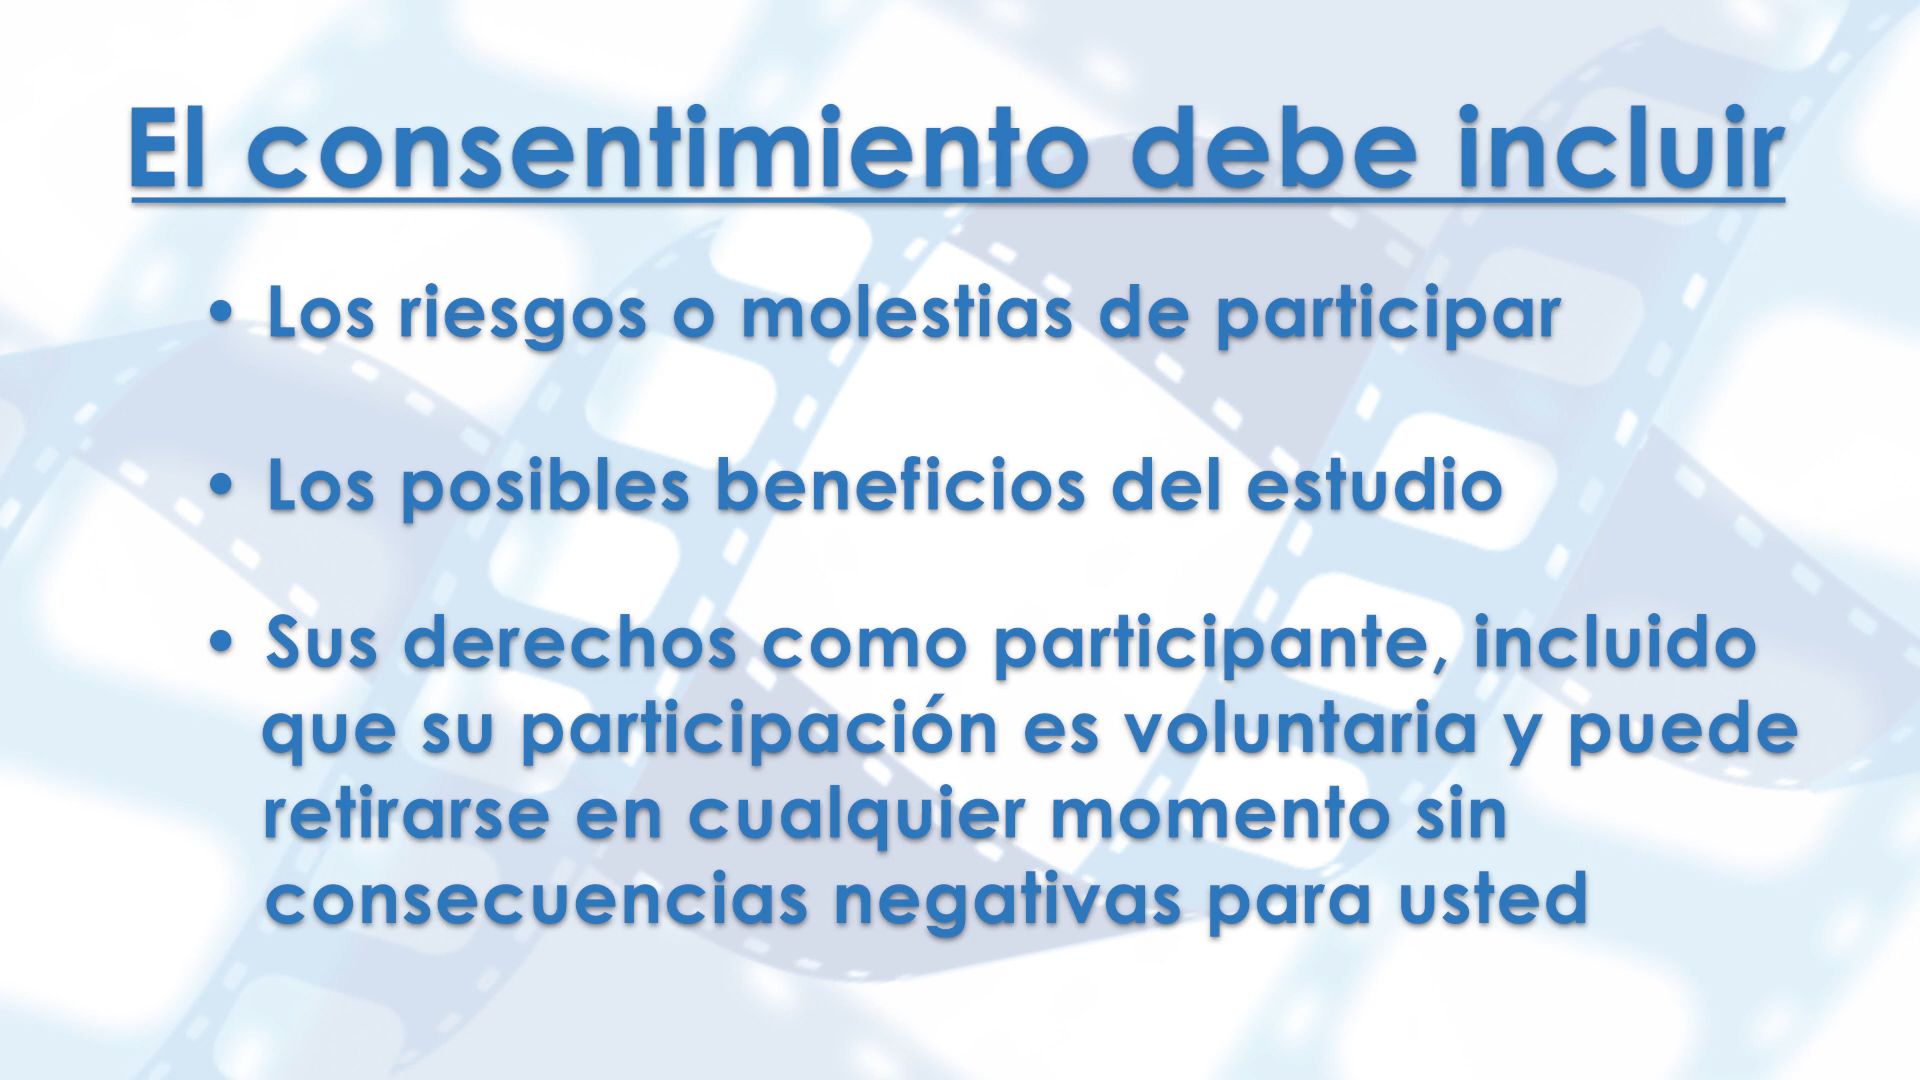 El consentimiento debe incluir
• Los riesgos o molestias de participar
• Los posibles beneficios del estudio
• Sus derechos como participante, incluido
que su participación es voluntaria y puede
retirarse en cualquier momento sin
consecuencias negativas para usted